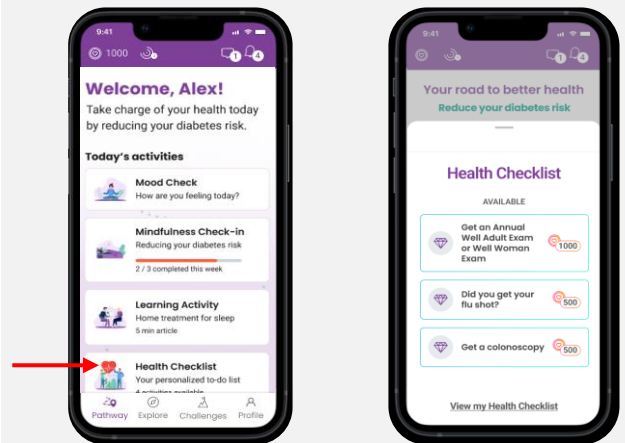 9:41
1000
1
4
Welcome, Alex!
Take charge of your health today
by reducing your diabetes risk.
Today's activities
Mood Check
How are you feeling today?
Mindfulness Check-in
Reducing your diabetes risk
2 / 3 completed this week
Learning Activity
Home treatment for sleep
5 min article
Health Checklist
Your personalized to-do list
4 activities available
Pathway
Explore
Challenges
Profile
9:41
1
4
Your road to better health
Reduce your diabetes risk
Health Checklist
AVAILABLE
Get an Annual
Well Adult Exam
or Well Woman
Exam
1000
Did you get your
flu shot?
500
Get a colonoscopy
500
View my Health Checklist